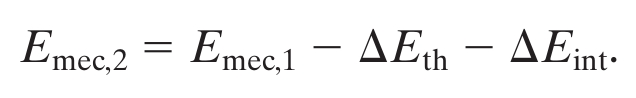 E_mec,2 = E_mec,1 − ΔE_th − ΔE_int.